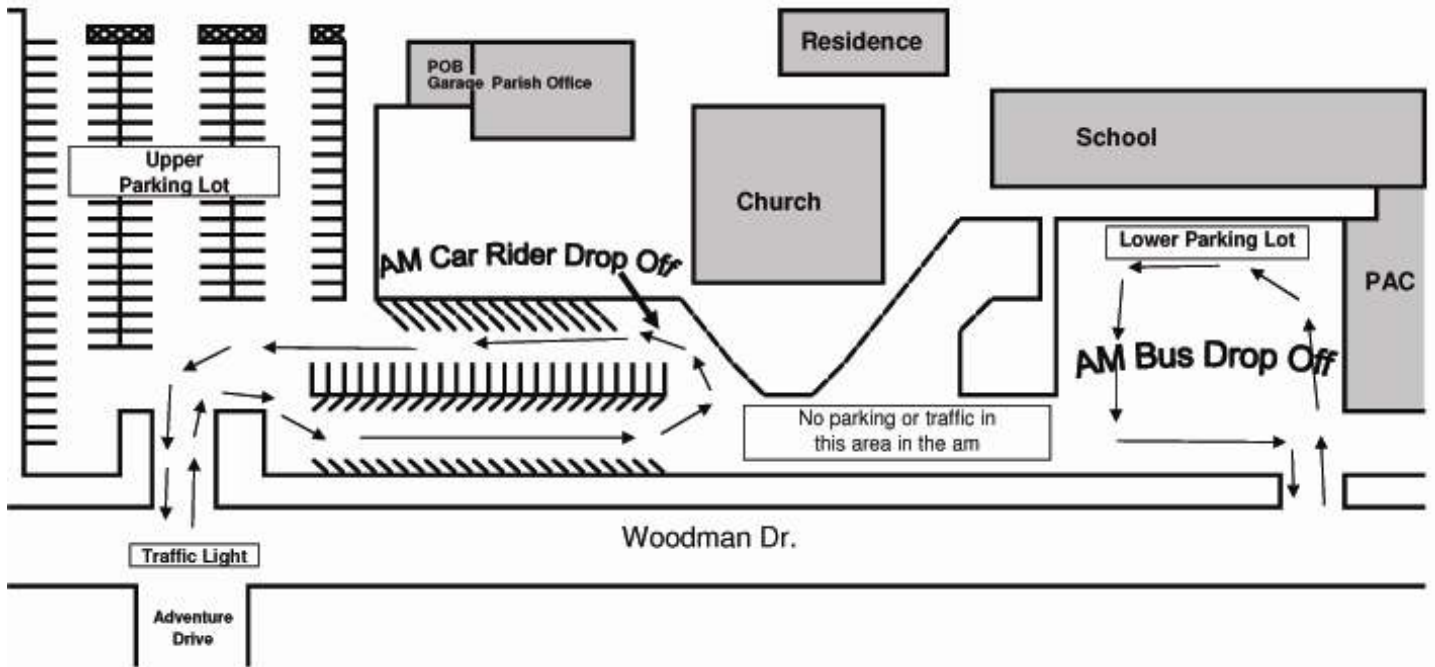 Residence
POB
Garage Parish Office
School
Upper
Parking Lot
Church
Lower Parking Lot
AM Car Rider Drop Off
PAC
AM Bus Drop Off
No parking or traffic in
this area in the am
Woodman Dr.
Traffic Light
Adventure
Drive